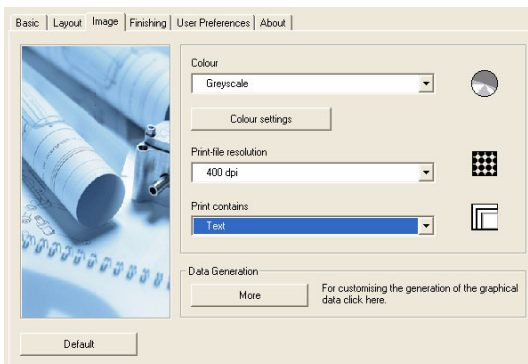 Basic Layout Image Finishing User Preferences About
Colour
Greyscale
Colour settings
Print-file resolution
400 dpi
Print contains
Text
Data Generation
More
For customising the generation of the graphical
data click here.
Default